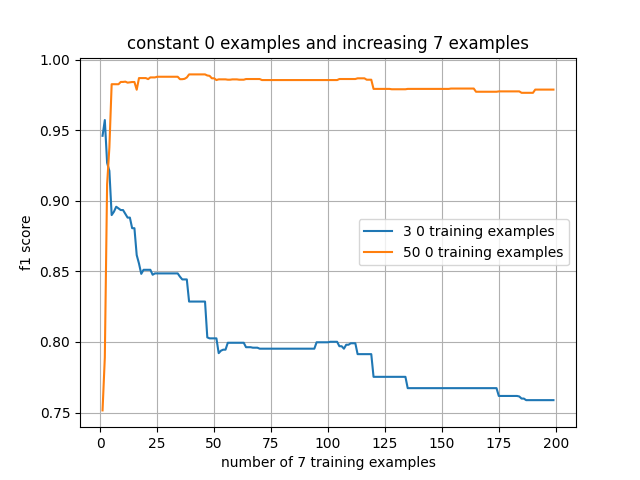 constant 0 examples and increasing 7 examples
1.00
0.95
0.90
0.85
0.80
0.75
f1 score
3 0 training examples
50 0 training examples
0 25 50 75 100 125 150 175 200
number of 7 training examples